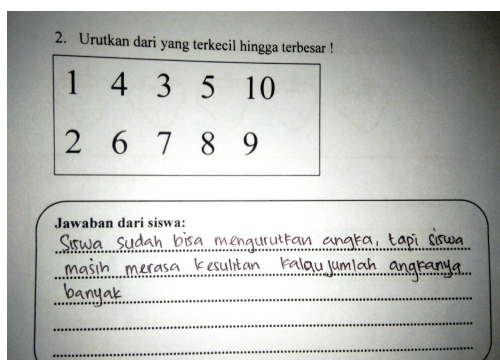 2. Urutkan dari yang terkecil hingga terbesar !
1 4 3 5 10
2 6 7 8 9
Jawaban dari siswa:
Siswa sudah bisa mengurutkan angka, tapi siswa
masih merasa kesulitan kalau jumlah angkanya
banyak